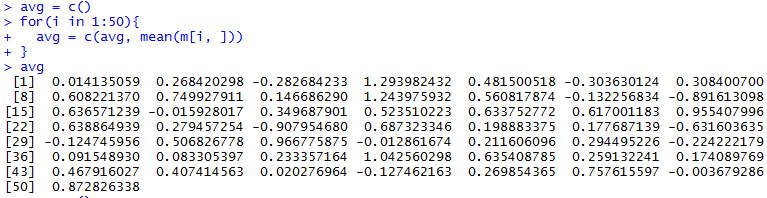 > avg = c()
> for(i in 1:50){
+   avg = c(avg, mean(m[i, ]))
+ }
> avg
 [1]  0.014135059  0.268420298 -0.282684233  1.293982432  0.481500518 -0.303630124  0.308400700
 [8]  0.608221370  0.749927911  0.146686290  1.243975932  0.560817874 -0.132256834 -0.891613098
[15]  0.636571239 -0.015928017  0.349687901  0.523510223  0.633752772  0.617001183  0.955407996
[22]  0.638864939  0.279457254 -0.907954680  0.687323346  0.198883375  0.177687139 -0.631603635
[29] -0.124745956  0.506826778  0.966775875 -0.012861674  0.211606096  0.294495226 -0.224222179
[36]  0.091548930  0.083305397  0.233357164  1.042560298  0.635408785  0.259132241  0.174089769
[43]  0.467916027  0.407414563  0.020276964 -0.127462163  0.269854365  0.757615597 -0.003679286
[50]  0.872826338